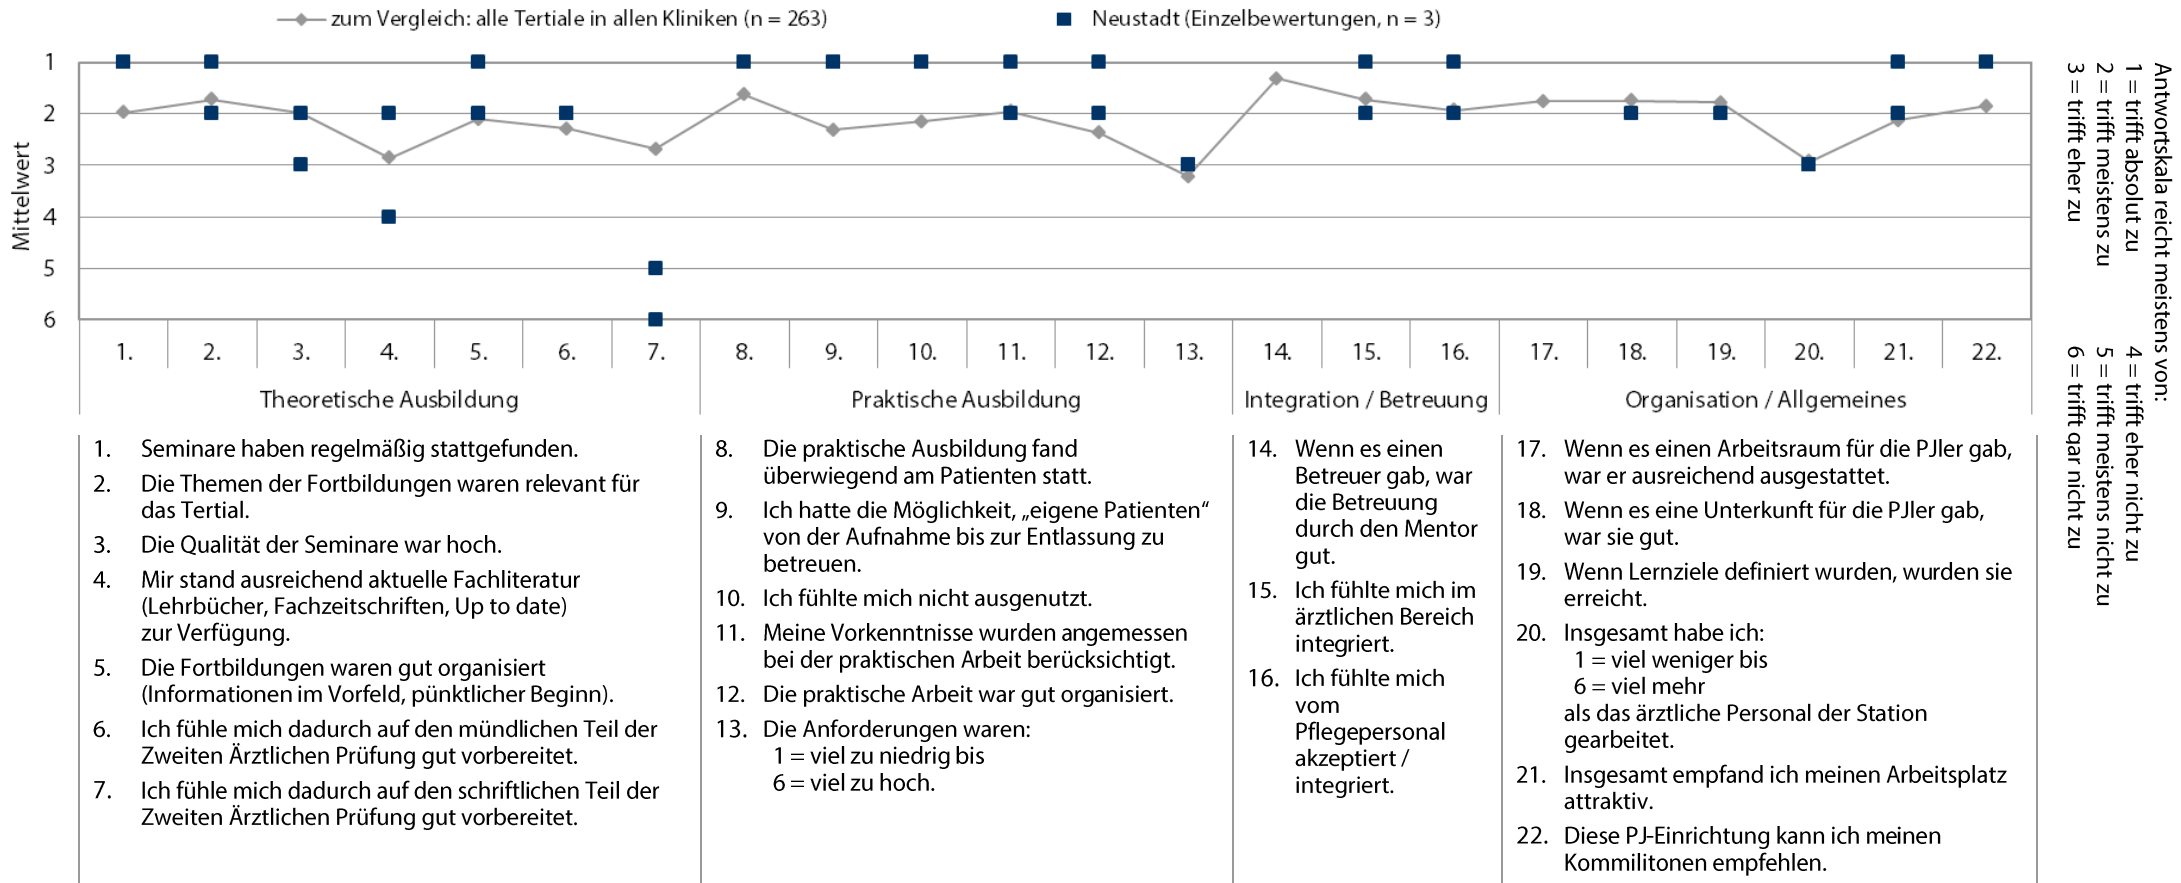 zum Vergleich: alle Tertiale in allen Kliniken (n = 263)
Neustadt (Einzelbewertungen, n = 3)
Mittelwert
1
2
3
4
5
6
1. 2. 3. 4. 5. 6. 7. 8. 9. 10. 11. 12. 13. 14. 15. 16. 17. 18. 19. 20. 21. 22.
Theoretische Ausbildung
Praktische Ausbildung
Integration / Betreuung
Organisation / Allgemeines
1. Seminare haben regelmäßig stattgefunden.
2. Die Themen der Fortbildungen waren relevant für
das Tertial.
3. Die Qualität der Seminare war hoch.
4. Mir stand ausreichend aktuelle Fachliteratur
(Lehrbücher, Fachzeitschriften, Up to date)
zur Verfügung.
5. Die Fortbildungen waren gut organisiert
(Informationen im Vorfeld, pünktlicher Beginn).
6. Ich fühle mich dadurch auf den mündlichen Teil der
Zweiten Ärztlichen Prüfung gut vorbereitet.
7. Ich fühle mich dadurch auf den schriftlichen Teil der
Zweiten Ärztlichen Prüfung gut vorbereitet.
8. Die praktische Ausbildung fand
überwiegend am Patienten statt.
9. Ich hatte die Möglichkeit, „eigene Patienten“
von der Aufnahme bis zur Entlassung zu
betreuen.
10. Ich fühlte mich nicht ausgenutzt.
11. Meine Vorkenntnisse wurden angemessen
bei der praktischen Arbeit berücksichtigt.
12. Die praktische Arbeit war gut organisiert.
13. Die Anforderungen waren:
1 = viel zu niedrig bis
6 = viel zu hoch.
14. Wenn es einen
Betreuer gab, war
die Betreuung
durch den Mentor
gut.
15. Ich fühlte mich im
ärztlichen Bereich
integriert.
16. Ich fühlte mich
vom
Pflegepersonal
akzeptiert /
integriert.
17. Wenn es einen Arbeitsraum für die PJler gab,
war er ausreichend ausgestattet.
18. Wenn es eine Unterkunft für die PJler gab,
war sie gut.
19. Wenn Lernziele definiert wurden, wurden sie
erreicht.
20. Insgesamt habe ich:
1 = viel weniger bis
6 = viel mehr
als das ärztliche Personal der Station
gearbeitet.
21. Insgesamt empfand ich meinen Arbeitsplatz
attraktiv.
22. Diese PJ-Einrichtung kann ich meinen
Kommilitonen empfehlen.
Antwortskala reicht meistens von:
1 = trifft absolut zu
2 = trifft meistens zu
3 = trifft eher zu
4 = trifft eher nicht zu
5 = trifft meistens nicht zu
6 = trifft gar nicht zu